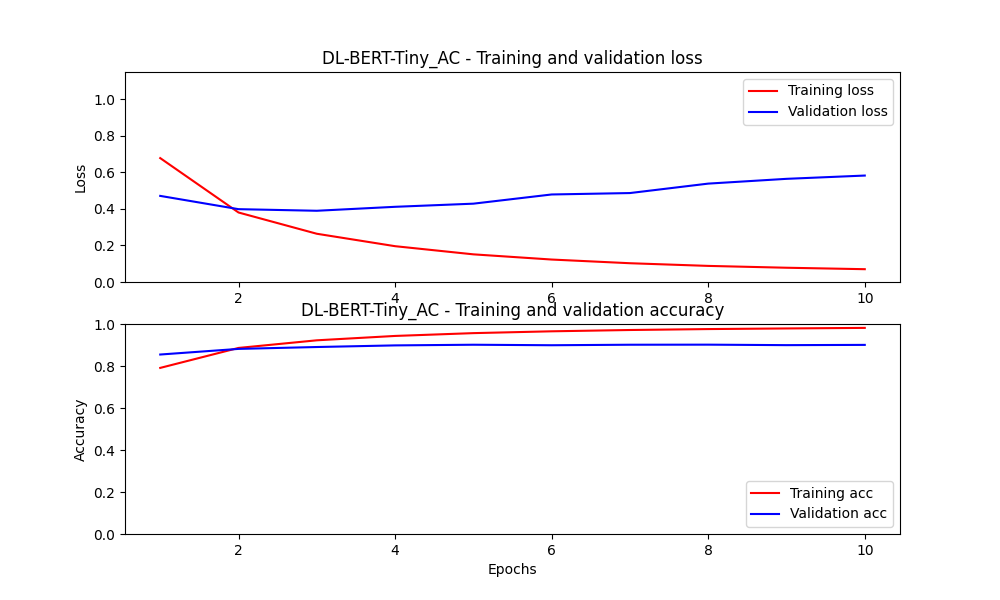 DL-BERT-Tiny_AC - Training and validation loss
1.0
0.8
0.6
0.4
0.2
0.0
Loss
Training loss
Validation loss
2 4 6 8 10
DL-BERT-Tiny_AC - Training and validation accuracy
1.0
0.8
0.6
0.4
0.2
0.0
Accuracy
Training acc
Validation acc
2 4 6 8 10
Epochs